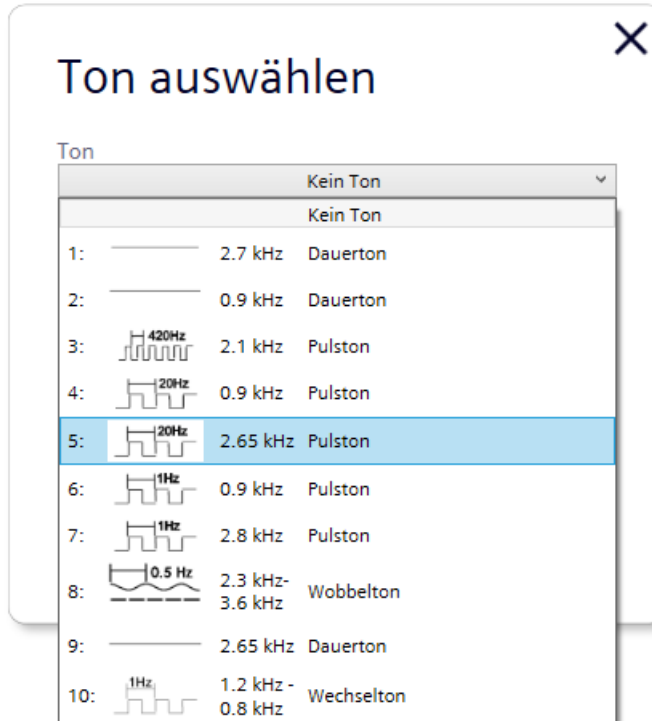 Ton auswählen
Ton
Kein Ton
Kein Ton
1: 2.7 kHz Dauerton
2: 0.9 kHz Dauerton
3: 420Hz 2.1 kHz Pulston
4: 20Hz 0.9 kHz Pulston
5: 20Hz 2.65 kHz Pulston
6: 1Hz 0.9 kHz Pulston
7: 1Hz 2.8 kHz Pulston
8: 0.5 Hz 2.3 kHz- 
3.6 kHz Wobbelton
9: 2.65 kHz Dauerton
10: 1Hz 1.2 kHz - 
0.8 kHz Wechselton